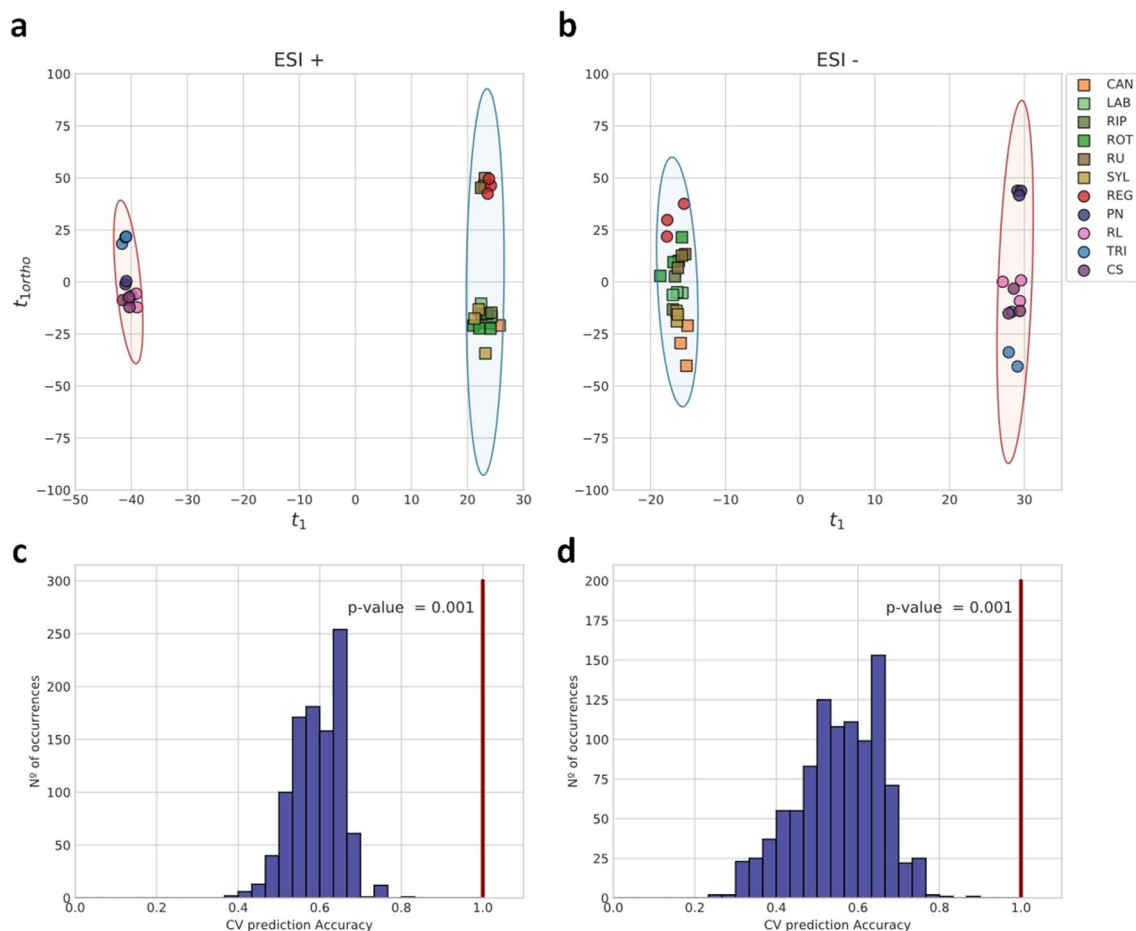 a
ESI +
100
75
50
25
0
−25
−50
−75
−100
t1ortho
−50 −40 −30 −20 −10 0 10 20 30
t1
b
ESI -
100
75
50
25
0
−25
−50
−75
−100
−20 −10 0 10 20 30
t1
CAN
LAB
RIP
ROT
RU
SYL
REG
PN
RL
TRI
CS
c
300
250
200
150
100
50
0
Nº of occurrences
p-value = 0.001
0.0 0.2 0.4 0.6 0.8 1.0
CV prediction Accuracy
d
200
175
150
125
100
75
50
25
0
Nº of occurrences
p-value = 0.001
0.0 0.2 0.4 0.6 0.8 1.0
CV prediction Accuracy